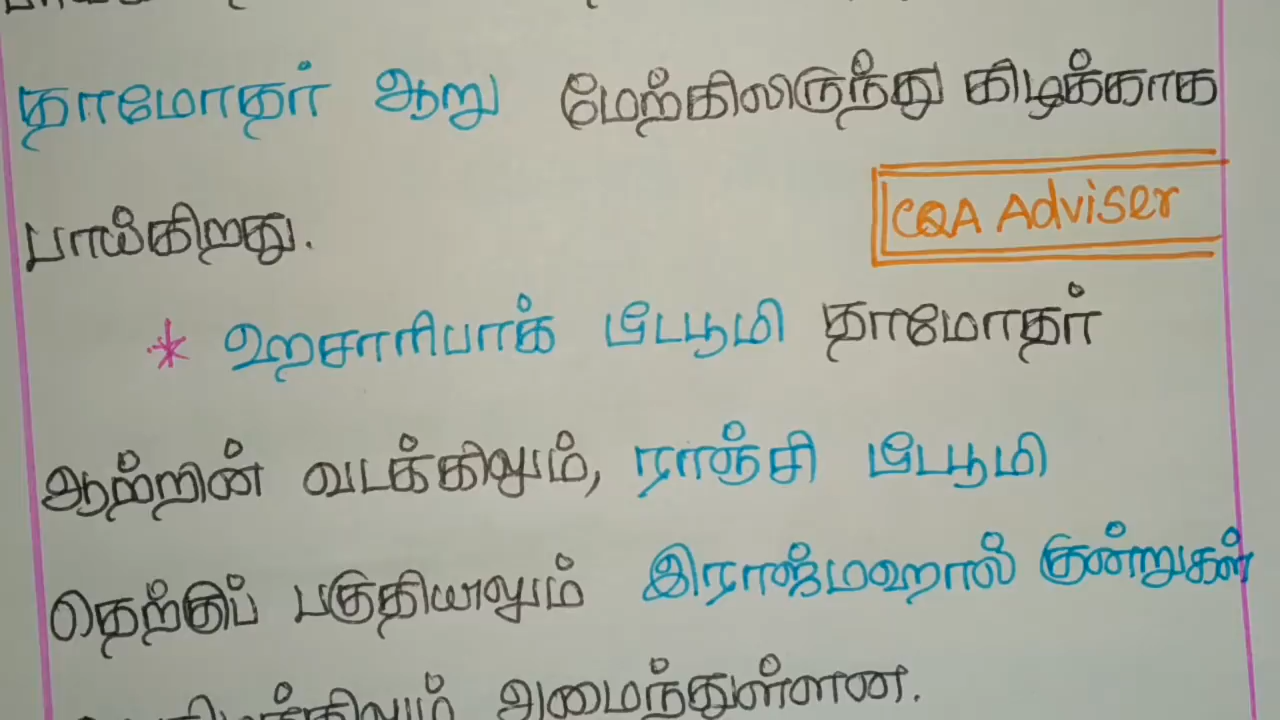 தாமோதர் ஆறு மேற்கிலிருந்து கிழக்காக
பாய்கிறது.
CQA Adviser
* ஹசாரிபாக் பீடபூமி தாமோதர்
ஆற்றின் வடக்கிலும், ராஞ்சி பீடபூமி
தெற்குப் பகுதியிலும் இராஜ்மஹால் குன்றுகள்
அமைந்துள்ளன.